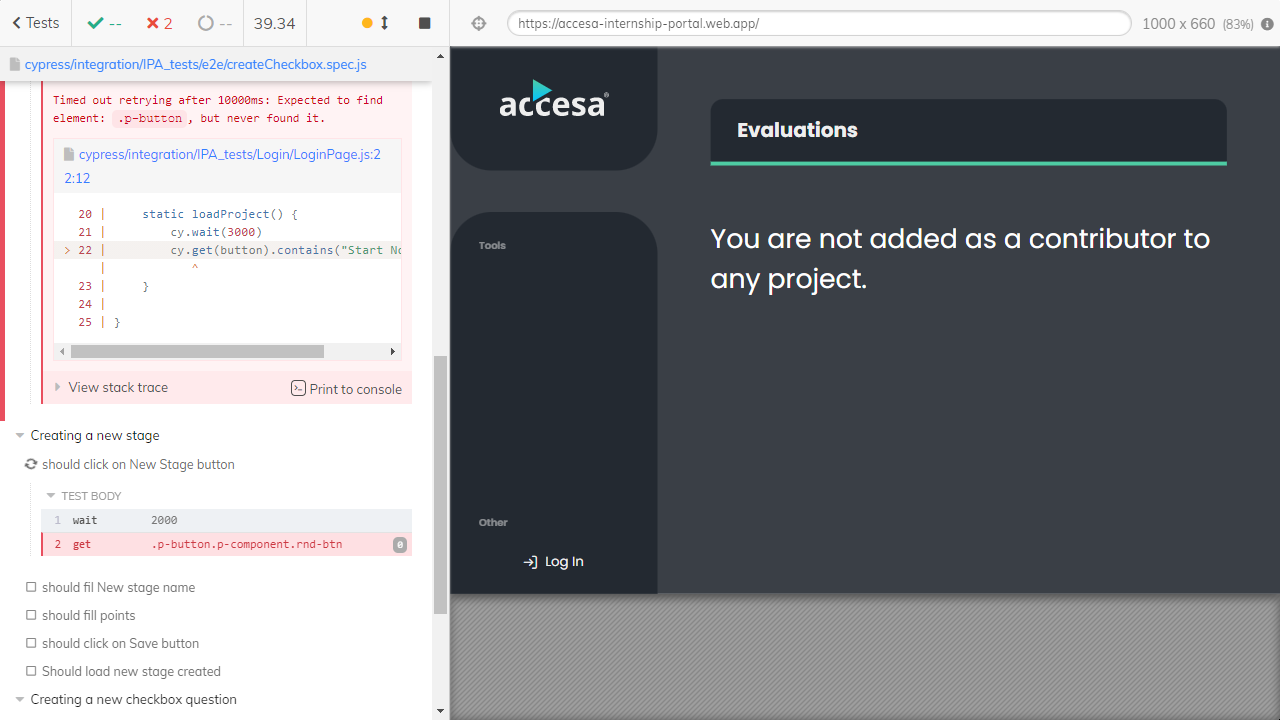 Tests -- 2 -- 39.34
cypress/integration/IPA_tests/e2e/createCheckbox.spec.js
Timed out retrying after 10000ms: Expected to find
element: .p-button, but never found it.
cypress/integration/IPA_tests/Login/LoginPage.js:2
2:12
20 | static loadProject() {
21 | cy.wait(3000)
> 22 | cy.get(button).contains("Start No
| ^
23 | }
24 |
25 | }
View stack trace Print to console
Creating a new stage
should click on New Stage button
TEST BODY
1 wait 2000
2 get .p-button.p-component.rnd-btn 0
should fil New stage name
should fill points
should click on Save button
Should load new stage created
Creating a new checkbox question
https://accesa-internship-portal.web.app/ 1000 x 660 (83%)
accesa®
Evaluations
Tools
You are not added as a contributor to
any project.
Other
Log In